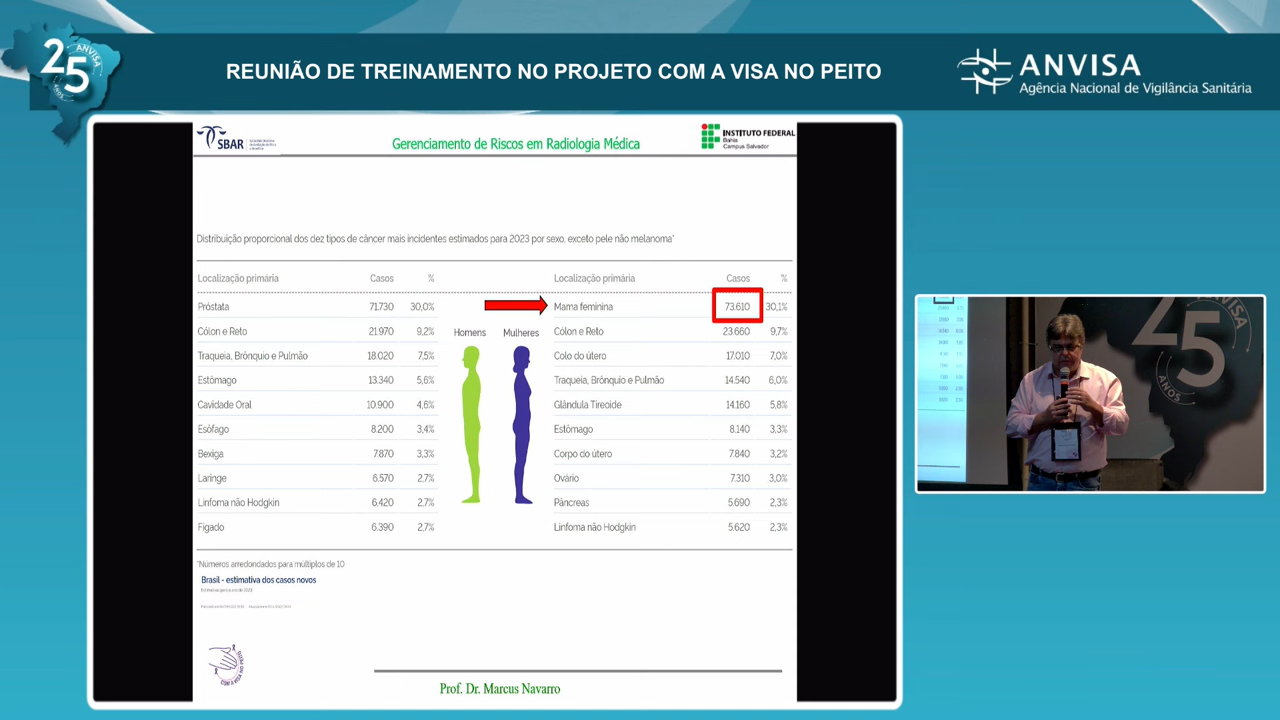 25
ANVISA
ANOS
REUNIÃO DE TREINAMENTO NO PROJETO COM A VISA NO PEITO
ANVISA
Agência Nacional de Vigilância Sanitária
SBAR
Gerenciamento de Riscos em Radiologia Médica
INSTITUTO FEDERAL
Bahia
Campus Salvador
Distribuição proporcional dos dez tipos de câncer mais incidentes estimados para 2023 por sexo, exceto pele não melanoma*
Localização primária Casos % Localização primária Casos %
Próstata 71.730 30,0% Mama feminina 73.610 30,1%
Cólon e Reto 21.970 9,2% Homens Mulheres Cólon e Reto 23.660 9,7%
Traqueia, Brônquio e Pulmão 18.020 7,5% Colo do útero 17.010 7,0%
Estômago 13.340 5,6% Traqueia, Brônquio e Pulmão 14.540 6,0%
Cavidade Oral 10.900 4,6% Glândula Tireoide 14.160 5,8%
Esôfago 8.200 3,4% Estômago 8.140 3,3%
Bexiga 7.870 3,3% Corpo do útero 7.840 3,2%
Laringe 6.570 2,7% Ovário 7.310 3,0%
Linfoma não Hodgkin 6.420 2,7% Pâncreas 5.690 2,3%
Fígado 6.390 2,7% Linfoma não Hodgkin 5.620 2,3%
*Números arredondados para múltiplos de 10
Brasil - estimativa dos casos novos
COM A VISA NO PEITO
Prof. Dr. Marcus Navarro
25
ANVISA
ANOS